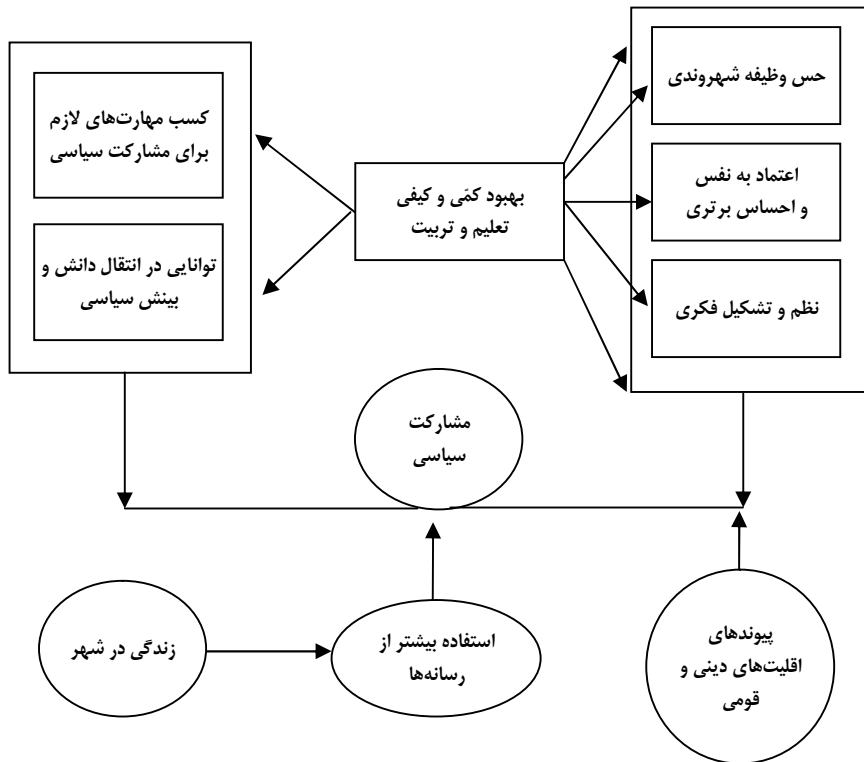 حس وظیفه شهروندی
کسب مهارت‌های لازم
برای مشارکت سیاسی
اعتماد به نفس
و احساس برتری
بهبود کمّی و کیفی
تعلیم و تربیت
توانایی در انتقال دانش و
بینش سیاسی
نظم و تشکیل فکری
مشارکت
سیاسی
پیوندهای
اقلیت‌های دینی و
قومی
استفاده بیشتر از
رسانه‌ها
زندگی در شهر